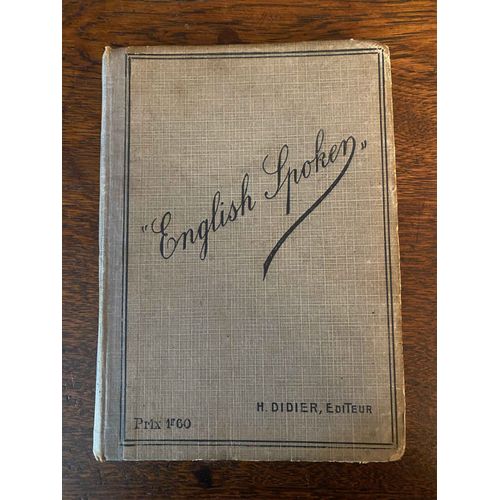 "English Spoken"
H. DIDIER, EDITEUR
Prix 1F60